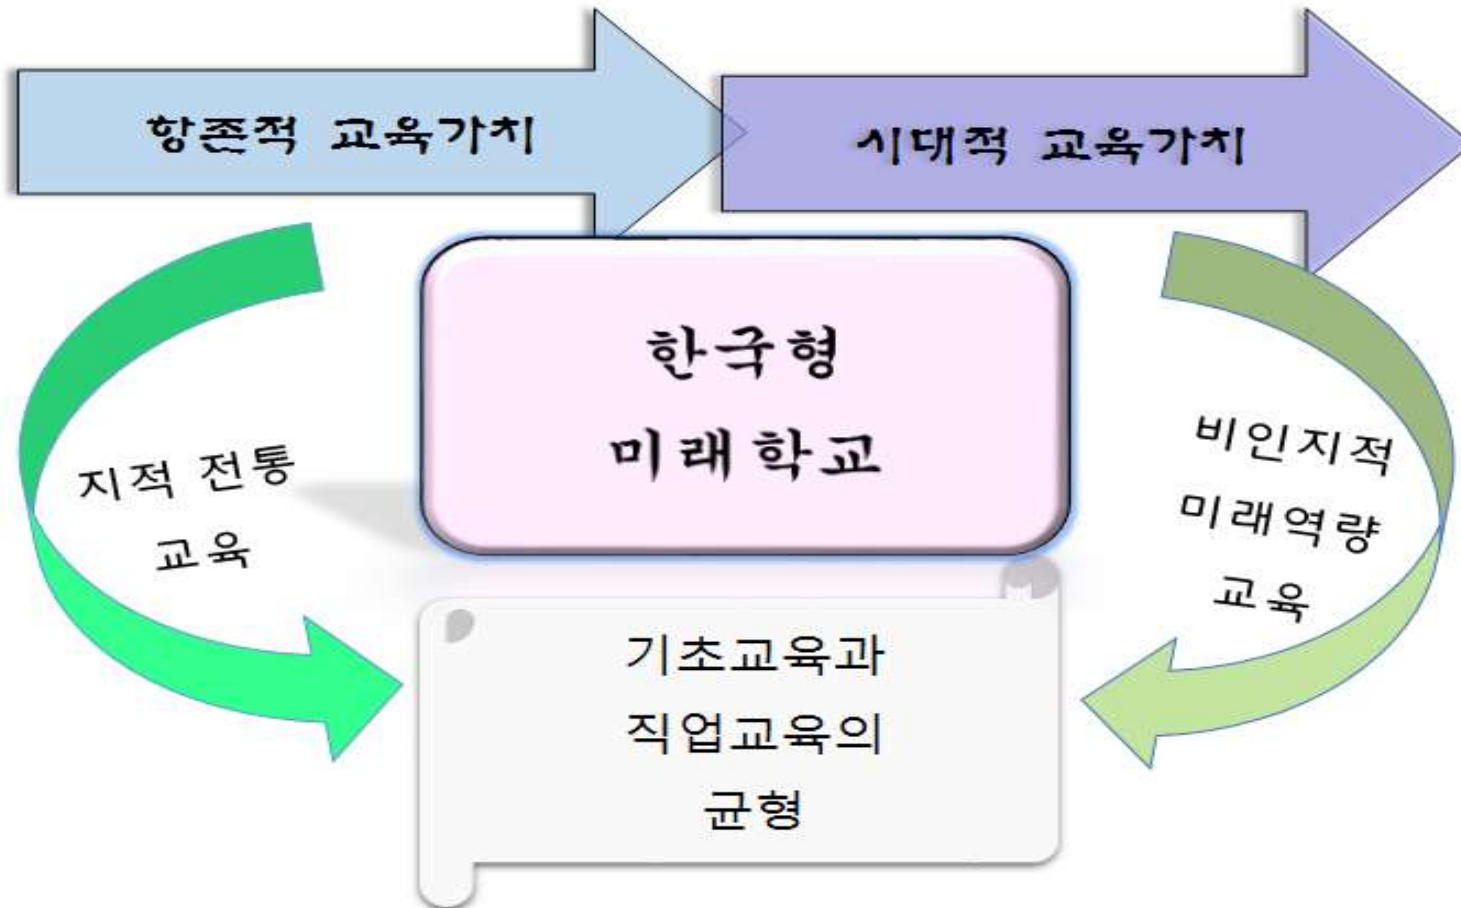 항존적 교육가치
시대적 교육가치
한국형
미래학교
지적 전통
교육
비인지적
미래역량
교육
기초교육과
직업교육의
균형